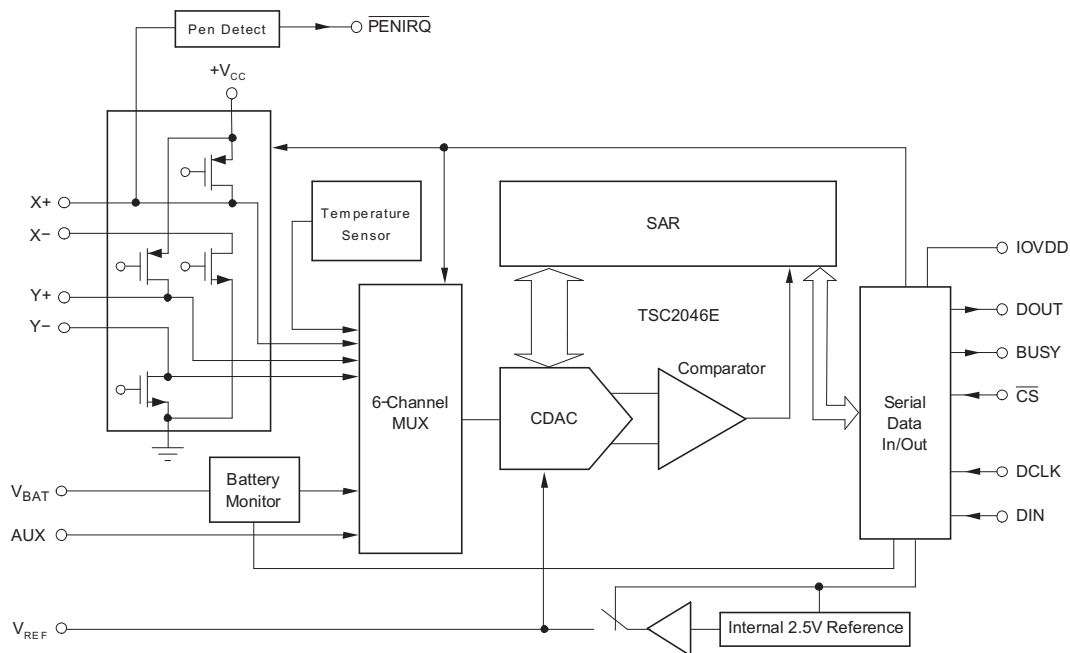 Pen Detect
PENIRQ
+VCC
X+
X−
Y+
Y−
Temperature
Sensor
SAR
IOVDD
DOUT
BUSY
CS
DCLK
DIN
TSC2046E
Comparator
6−Channel
MUX
CDAC
Serial
Data
In/Out
VBAT
Battery
Monitor
AUX
VREF
Internal 2.5V Reference